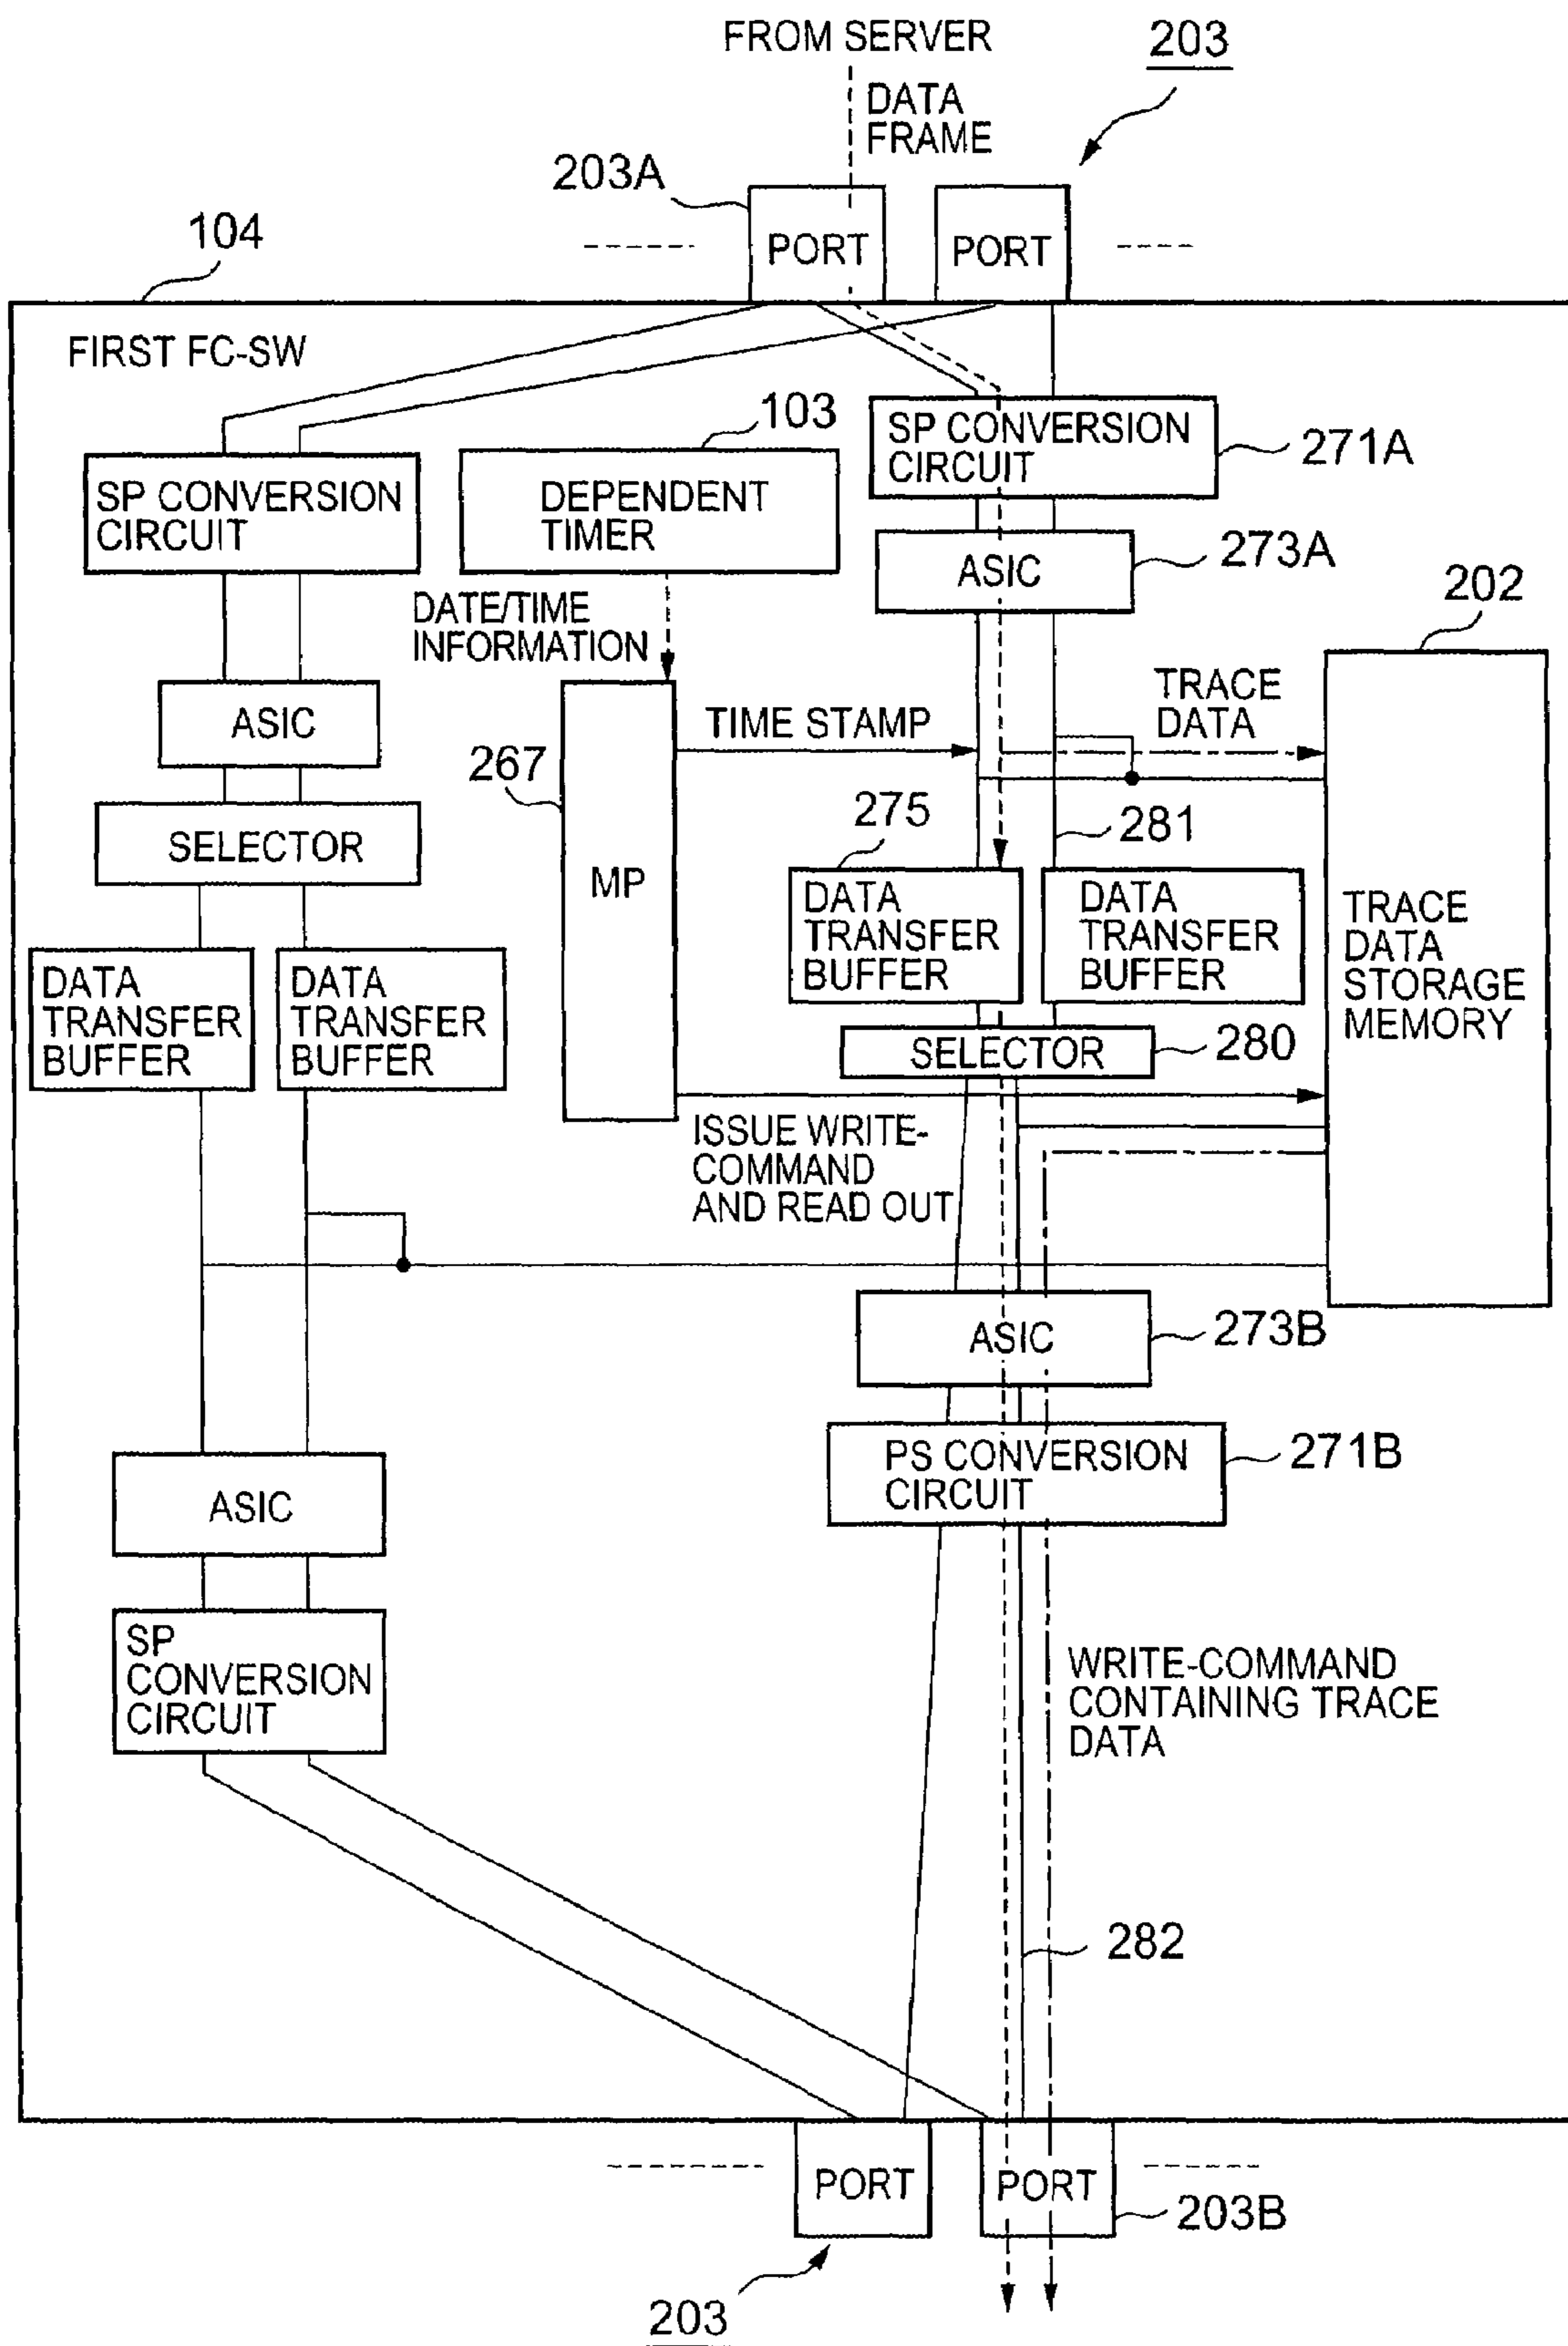 FROM SERVER
203
DATA
FRAME
203A
PORT
PORT
104
FIRST FC-SW
103
SP CONVERSION
CIRCUIT
271A
SP CONVERSION
CIRCUIT
DEPENDENT
TIMER
ASIC
273A
DATE/TIME
INFORMATION
202
TRACE
DATA
ASIC
TIME STAMP
267
275
281
SELECTOR
MP
DATA
TRANSFER
BUFFER
DATA
TRANSFER
BUFFER
TRACE
DATA
STORAGE
MEMORY
DATA
TRANSFER
BUFFER
DATA
TRANSFER
BUFFER
SELECTOR
280
ISSUE WRITE-
COMMAND
AND READ OUT
ASIC
273B
PS CONVERSION
CIRCUIT
271B
ASIC
SP
CONVERSION
CIRCUIT
WRITE-COMMAND
CONTAINING TRACE
DATA
282
PORT
PORT
203B
203